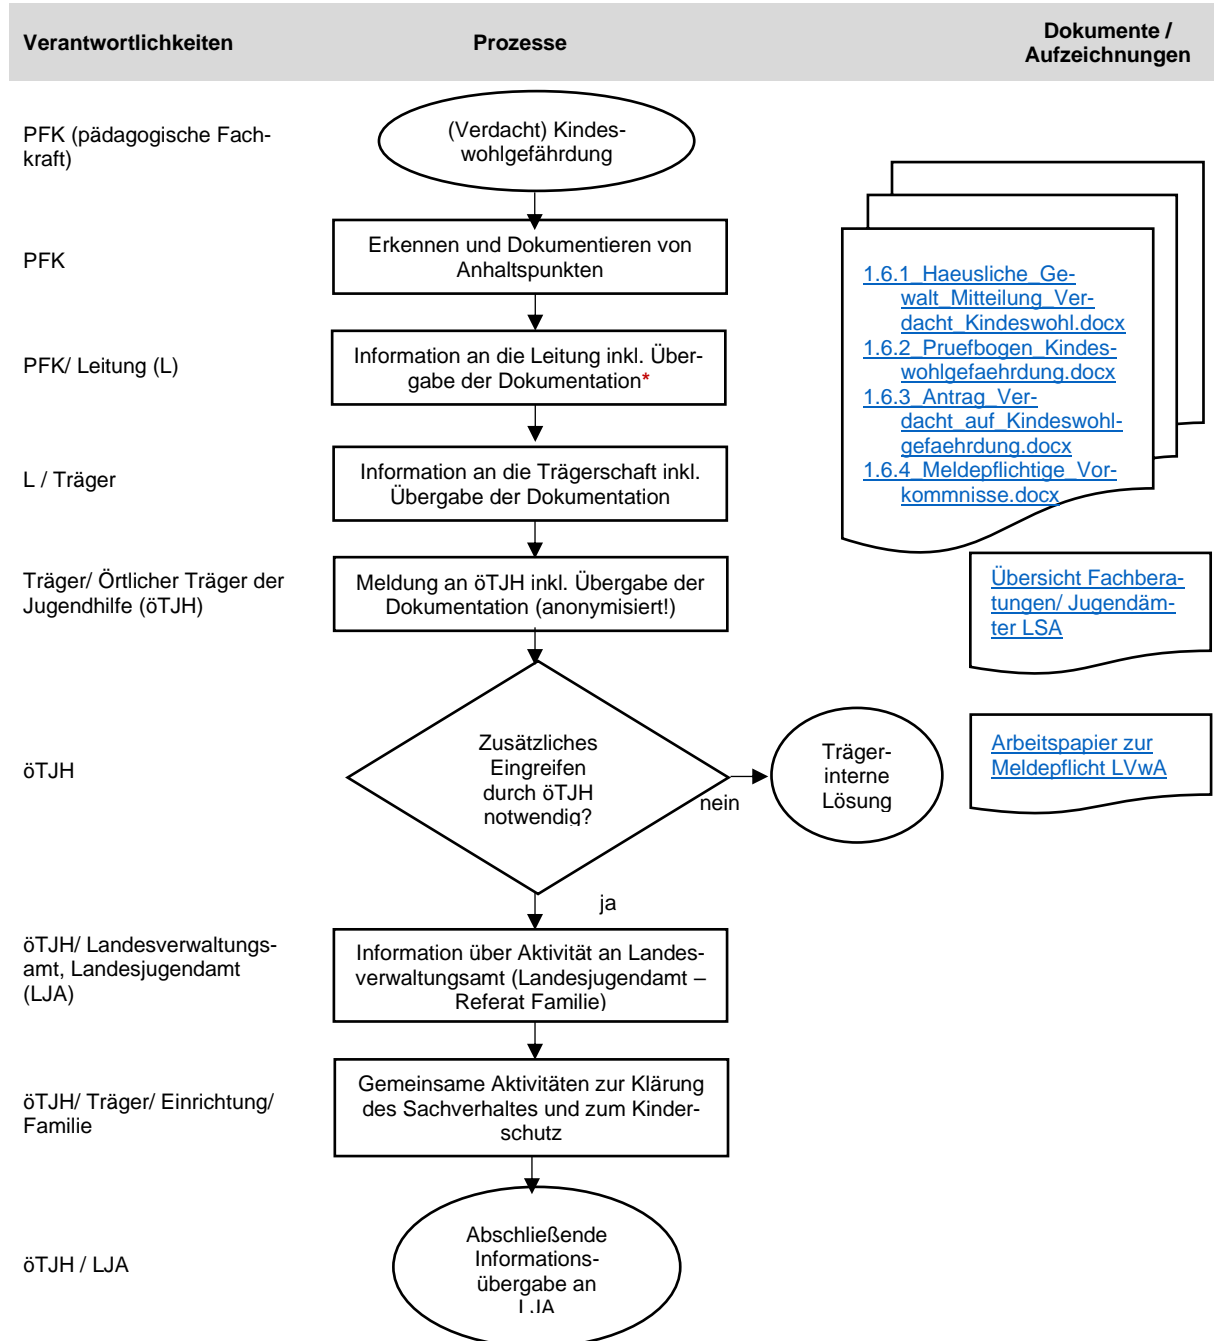 Verantwortlichkeiten
Prozesse
Dokumente /
Aufzeichnungen
PFK (pädagogische Fach-
kraft)
(Verdacht) Kindes-
wohlgefährdung
PFK
Erkennen und Dokumentieren von
Anhaltspunkten
1.6.1_Haeusliche_Ge-
walt_Mitteilung_Ver-
dacht_Kindeswohl.docx
1.6.2_Pruefbogen_Kindes-
wohlgefaehrdung.docx
1.6.3_Antrag_Ver-
dacht_auf_Kindeswohl-
gefaehrdung.docx
1.6.4_Meldepflichtige_Vor-
kommnisse.docx
PFK/ Leitung (L)
Information an die Leitung inkl. Über-
gabe der Dokumentation*
L / Träger
Information an die Trägerschaft inkl.
Übergabe der Dokumentation
Träger/ Örtlicher Träger der
Jugendhilfe (öTJH)
Meldung an öTJH inkl. Übergabe der
Dokumentation (anonymisiert!)
Übersicht Fachbera-
tungen/ Jugendäm-
ter LSA
öTJH
Zusätzliches
Eingreifen
durch öTJH
notwendig?
nein
Träger-
interne
Lösung
Arbeitspapier zur
Meldepflicht LVwA
ja
öTJH/ Landesverwaltungs-
amt, Landesjugendamt
(LJA)
Information über Aktivität an Landes-
verwaltungsamt (Landesjugendamt –
Referat Familie)
öTJH/ Träger/ Einrichtung/
Familie
Gemeinsame Aktivitäten zur Klärung
des Sachverhaltes und zum Kinder-
schutz
öTJH / LJA
Abschließende
Informations-
übergabe an
LJA